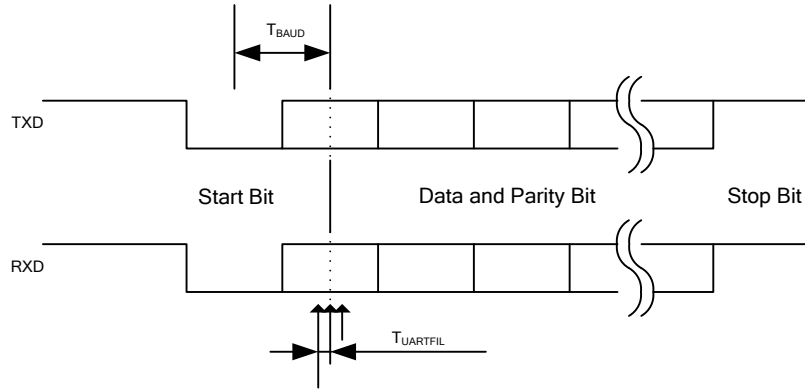 TBAUD
TXD
Start Bit
Data and Parity Bit
Stop Bit
RXD
TUARTFIL